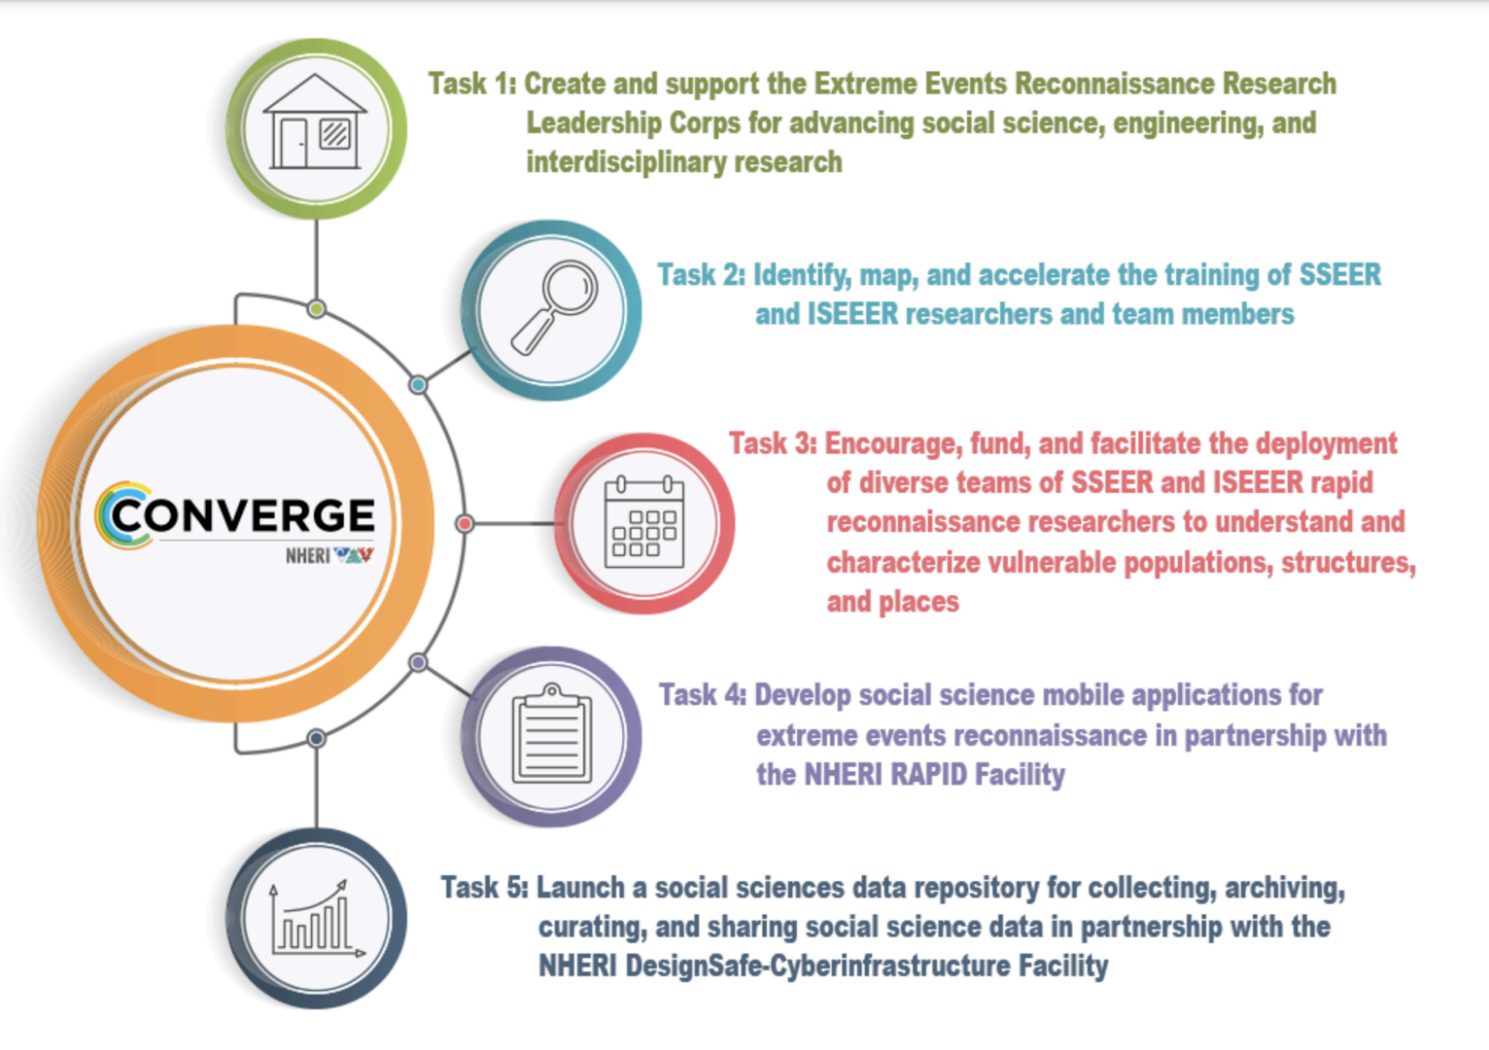 Task 1: Create and support the Extreme Events Reconnaissance Research
Leadership Corps for advancing social science, engineering, and
interdisciplinary research
Task 2: Identify, map, and accelerate the training of SSEER
and ISEEER researchers and team members
Task 3: Encourage, fund, and facilitate the deployment
of diverse teams of SSEER and ISEEER rapid
reconnaissance researchers to understand and
characterize vulnerable populations, structures,
and places
CONVERGE
NHERI
Task 4: Develop social science mobile applications for
extreme events reconnaissance in partnership with
the NHERI RAPID Facility
Task 5: Launch a social sciences data repository for collecting, archiving,
curating, and sharing social science data in partnership with the
NHERI DesignSafe-Cyberinfrastructure Facility